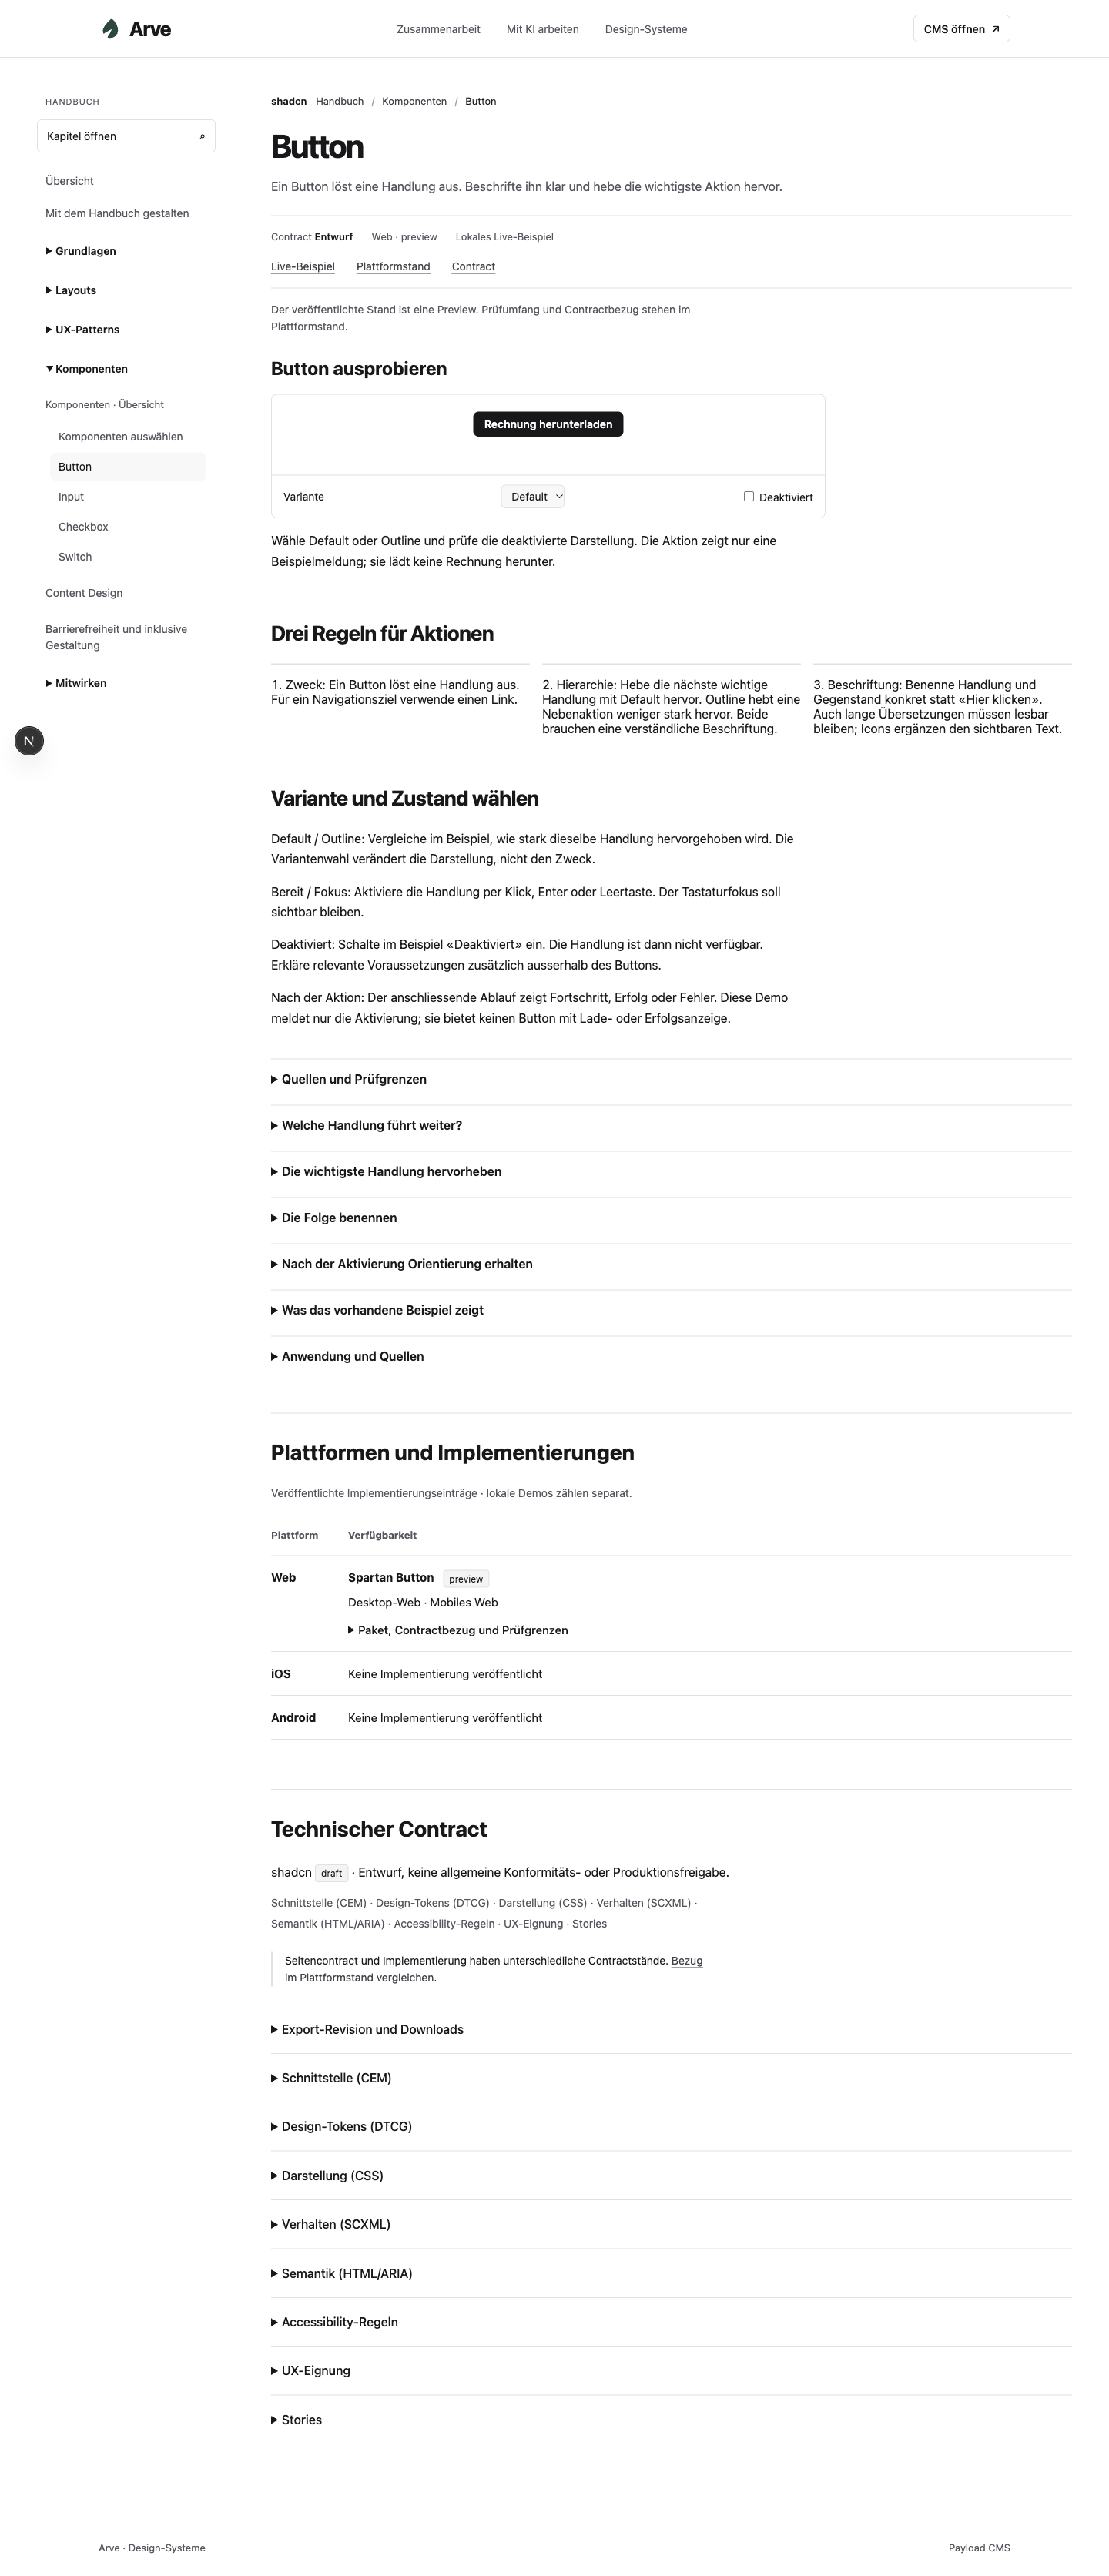 Arve
Zusammenarbeit
Mit KI arbeiten
Design-Systeme
CMS öffnen ↗
HANDBUCH
Kapitel öffnen
Übersicht
Mit dem Handbuch gestalten
▶ Grundlagen
▶ Layouts
▶ UX-Patterns
▼ Komponenten
Komponenten · Übersicht
Komponenten auswählen
Button
Input
Checkbox
Switch
Content Design
Barrierefreiheit und inklusive
Gestaltung
▶ Mitwirken
N
shadcn Handbuch / Komponenten / Button
Button
Ein Button löst eine Handlung aus. Beschrifte ihn klar und hebe die wichtigste Aktion hervor.
Contract Entwurf Web · preview Lokales Live-Beispiel
Live-Beispiel Plattformstand Contract
Der veröffentlichte Stand ist eine Preview. Prüfumfang und Contractbezug stehen im
Plattformstand.
Button ausprobieren
Rechnung herunterladen
Variante Default Deaktiviert
Wähle Default oder Outline und prüfe die deaktivierte Darstellung. Die Aktion zeigt nur eine
Beispielmeldung; sie lädt keine Rechnung herunter.
Drei Regeln für Aktionen
1. Zweck: Ein Button löst eine Handlung aus.
Für ein Navigationsziel verwende einen Link.
2. Hierarchie: Hebe die nächste wichtige
Handlung mit Default hervor. Outline hebt eine
Nebenaktion weniger stark hervor. Beide
brauchen eine verständliche Beschriftung.
3. Beschriftung: Benenne Handlung und
Gegenstand konkret statt «Hier klicken».
Auch lange Übersetzungen müssen lesbar
bleiben; Icons ergänzen den sichtbaren Text.
Variante und Zustand wählen
Default / Outline: Vergleiche im Beispiel, wie stark dieselbe Handlung hervorgehoben wird. Die
Variantenwahl verändert die Darstellung, nicht den Zweck.
Bereit / Fokus: Aktiviere die Handlung per Klick, Enter oder Leertaste. Der Tastaturfokus soll
sichtbar bleiben.
Deaktiviert: Schalte im Beispiel «Deaktiviert» ein. Die Handlung ist dann nicht verfügbar.
Erkläre relevante Voraussetzungen zusätzlich ausserhalb des Buttons.
Nach der Aktion: Der anschliessende Ablauf zeigt Fortschritt, Erfolg oder Fehler. Diese Demo
meldet nur die Aktivierung; sie bietet keinen Button mit Lade- oder Erfolgsanzeige.
▶ Quellen und Prüfgrenzen
▶ Welche Handlung führt weiter?
▶ Die wichtigste Handlung hervorheben
▶ Die Folge benennen
▶ Nach der Aktivierung Orientierung erhalten
▶ Was das vorhandene Beispiel zeigt
▶ Anwendung und Quellen
Plattformen und Implementierungen
Veröffentlichte Implementierungseinträge · lokale Demos zählen separat.
Plattform Verfügbarkeit
Web Spartan Button preview
Desktop-Web · Mobiles Web
▶ Paket, Contractbezug und Prüfgrenzen
iOS Keine Implementierung veröffentlicht
Android Keine Implementierung veröffentlicht
Technischer Contract
shadcn draft · Entwurf, keine allgemeine Konformitäts- oder Produktionsfreigabe.
Schnittstelle (CEM) · Design-Tokens (DTCG) · Darstellung (CSS) · Verhalten (SCXML) ·
Semantik (HTML/ARIA) · Accessibility-Regeln · UX-Eignung · Stories
Seitencontract und Implementierung haben unterschiedliche Contractstände. Bezug
im Plattformstand vergleichen.
▶ Export-Revision und Downloads
▶ Schnittstelle (CEM)
▶ Design-Tokens (DTCG)
▶ Darstellung (CSS)
▶ Verhalten (SCXML)
▶ Semantik (HTML/ARIA)
▶ Accessibility-Regeln
▶ UX-Eignung
▶ Stories
Arve · Design-Systeme
Payload CMS